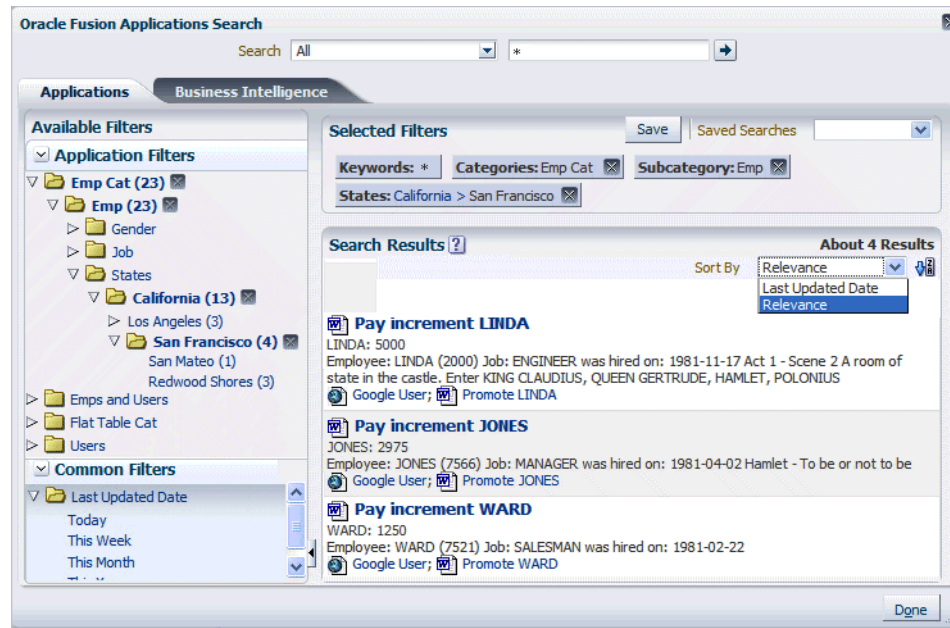 Oracle Fusion Applications Search
Search All *
Applications Business Intelligence
Available Filters
Application Filters
Emp Cat (23)
Emp (23)
Gender
Job
States
California (13)
Los Angeles (3)
San Francisco (4)
San Mateo (1)
Redwood Shores (3)
Emps and Users
Flat Table Cat
Users
Common Filters
Last Updated Date
Today
This Week
This Month
Selected Filters Save Saved Searches
Keywords: * Categories: Emp Cat Subcategory: Emp
States: California > San Francisco
Search Results ? About 4 Results
Sort By Relevance
Last Updated Date
Relevance
Pay increment LINDA
LINDA: 5000
Employee: LINDA (2000) Job: ENGINEER was hired on: 1981-11-17 Act 1 - Scene 2 A room of
state in the castle. Enter KING CLAUDIUS, QUEEN GERTRUDE, HAMLET, POLONIUS
Google User; Promote LINDA
Pay increment JONES
JONES: 2975
Employee: JONES (7566) Job: MANAGER was hired on: 1981-04-02 Hamlet - To be or not to be
Google User; Promote JONES
Pay increment WARD
WARD: 1250
Employee: WARD (7521) Job: SALESMAN was hired on: 1981-02-22
Google User; Promote WARD
Done